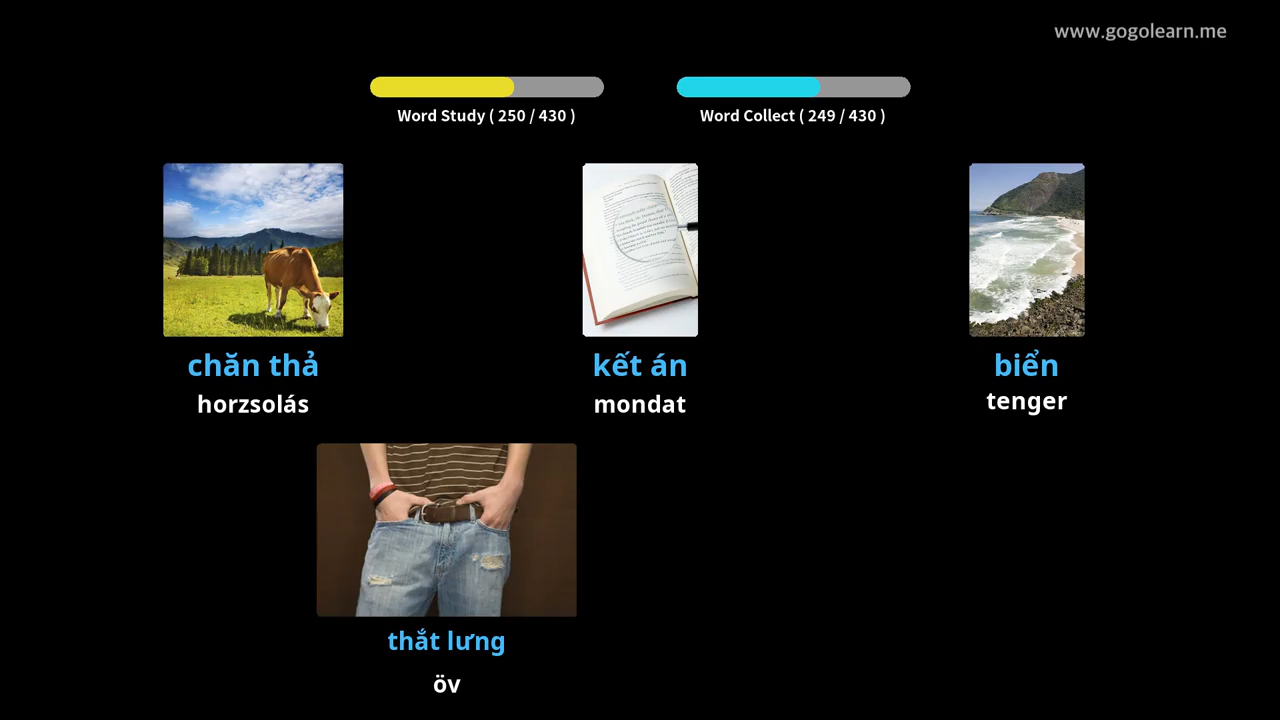 www.gogolearn.me
Word Study ( 250 / 430 )
Word Collect ( 249 / 430 )
chăn thả
horzsolás
kết án
mondat
biển
tenger
thắt lưng
öv